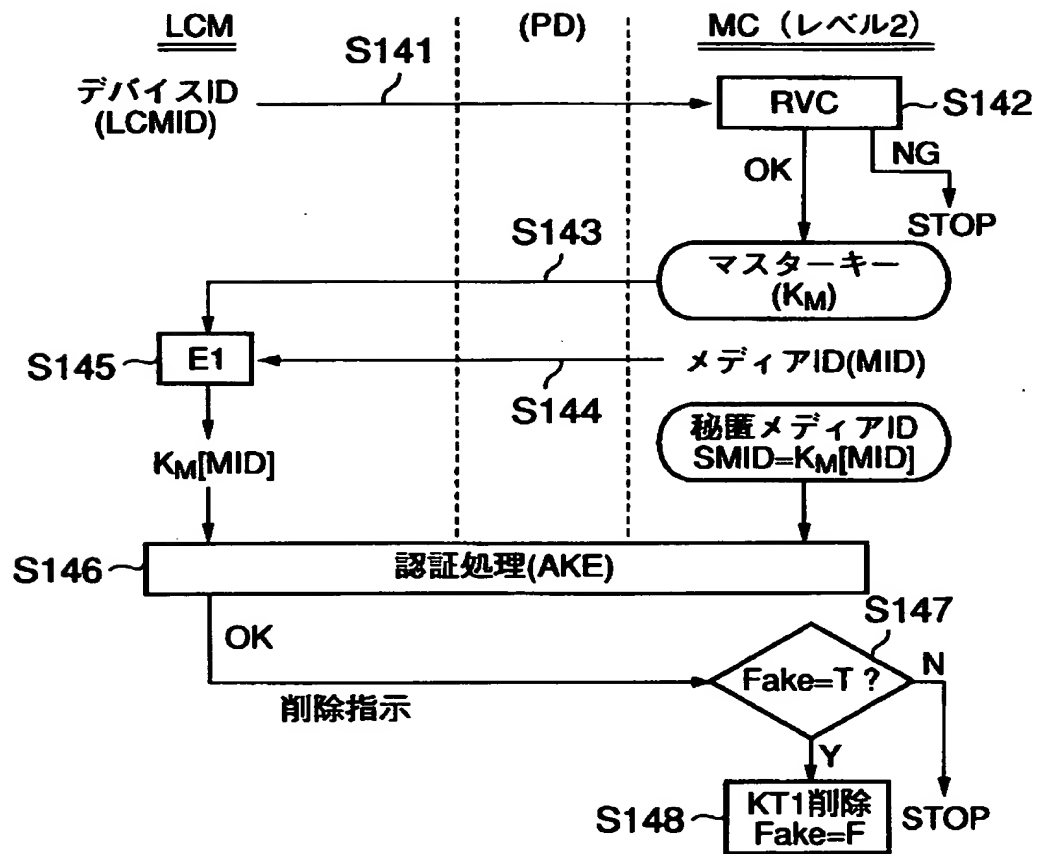 LCM
(PD)
MC (レベル2)
S141
デバイスID
(LCMID)
RVC
S142
OK
NG
STOP
S143
マスターキー
(KM)
S145
E1
メディアID(MID)
S144
秘匿メディアID
SMID=KM[MID]
KM[MID]
S146
認証処理(AKE)
S147
OK
Fake=T ?
N
削除指示
Y
S148
KT1削除
Fake=F
STOP